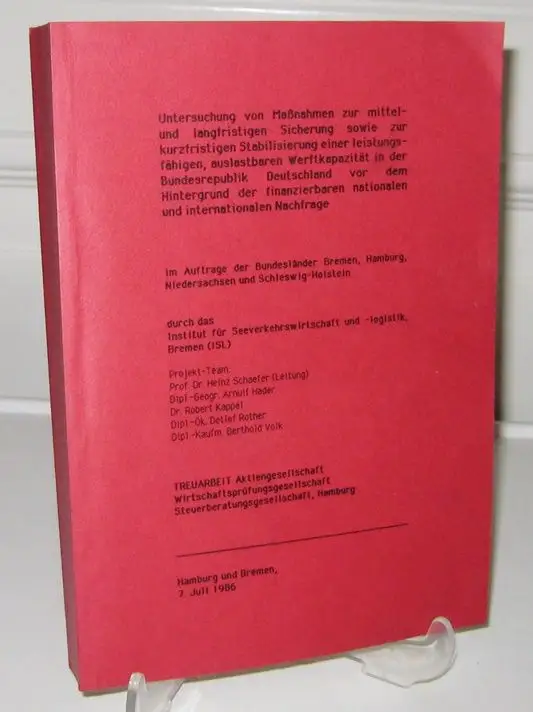 Untersuchung von Maßnahmen zur mittel-
und langfristigen Sicherung sowie zur
kurzfristigen Stabilisierung einer leistungs-
fähigen, auslastbaren Werftkapazität in der
Bundesrepublik Deutschland vor dem
Hintergrund der finanzierbaren nationalen
und internationalen Nachfrage
im Auftrage der Bundesländer Bremen, Hamburg,
Niedersachsen und Schleswig-Holstein
durch das
Institut für Seeverkehrswirtschaft und -logistik,
Bremen (ISL)
Projekt-Team:
Prof. Dr. Heinz Schaefer (Leitung)
Dipl-Geogr. Arnulf Hader
Dr. Robert Kappel
Dipl-Ök. Detlef Rother
Dipl-Kaufm. Berthold Volk
TREUARBEIT Aktiengesellschaft
Wirtschaftsprüfungsgesellschaft
Steuerberatungsgesellschaft, Hamburg
Hamburg und Bremen,
7. Juli 1986